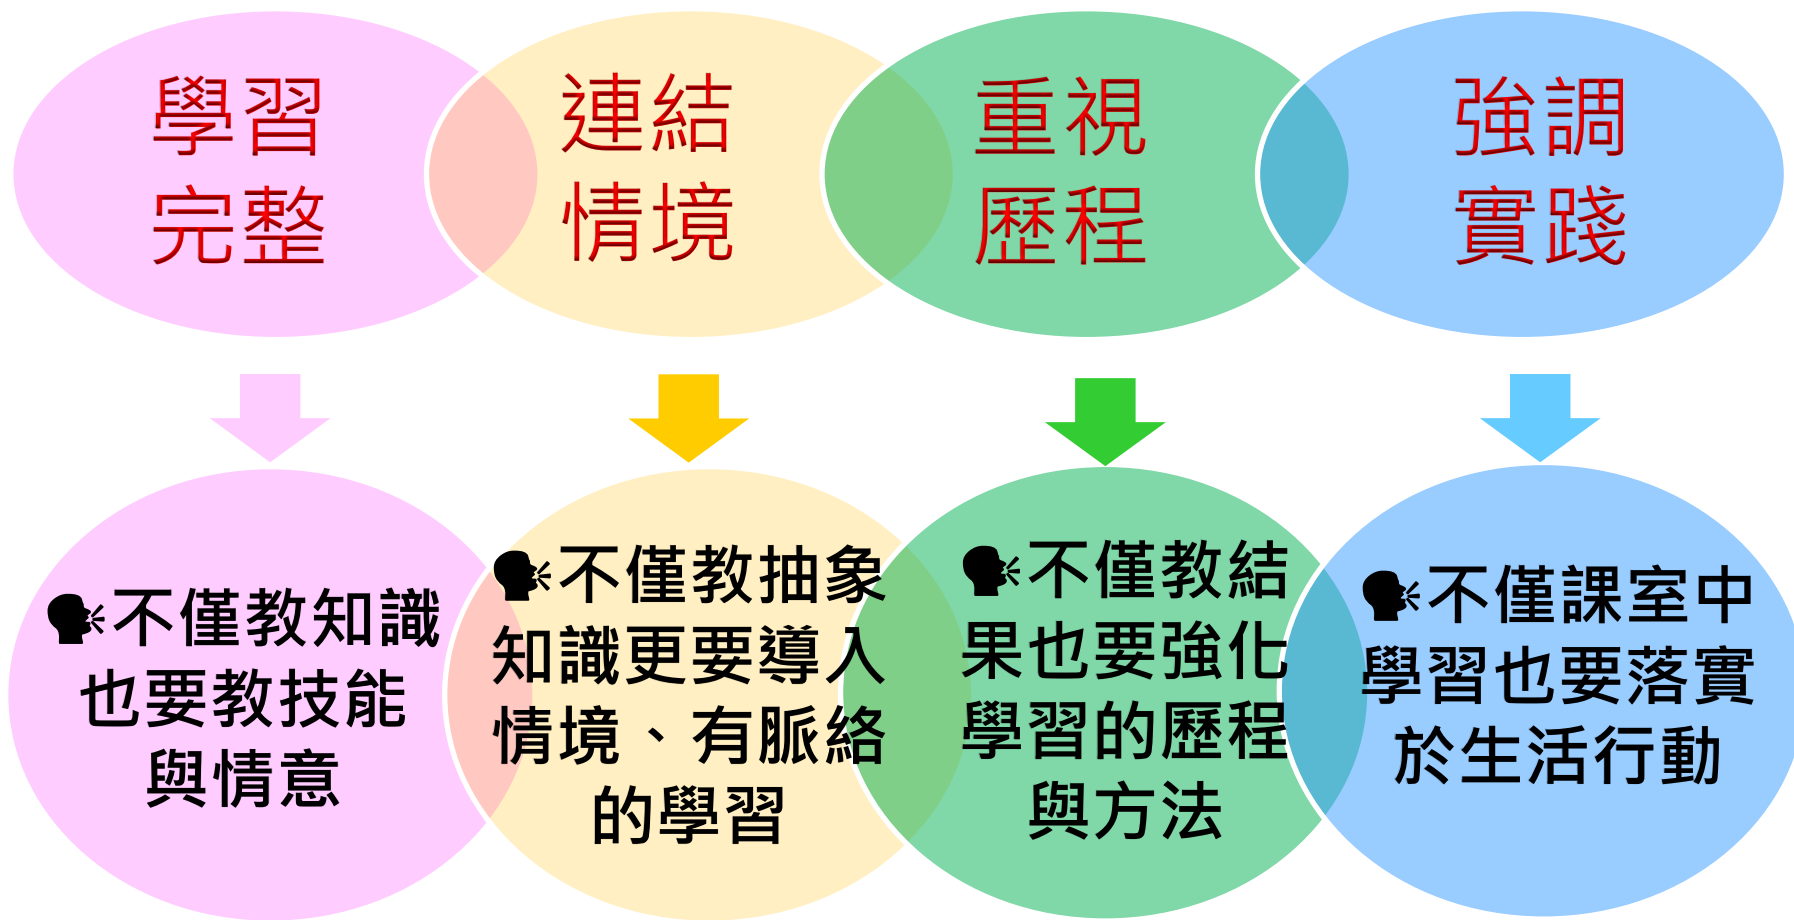 學習
完整
連結
情境
重視
歷程
強調
實踐
不僅教知識
也要教技能
與情意
不僅教抽象
知識更要導入
情境、有脈絡
的學習
不僅教結
果也要強化
學習的歷程
與方法
不僅課室中
學習也要落實
於生活行動